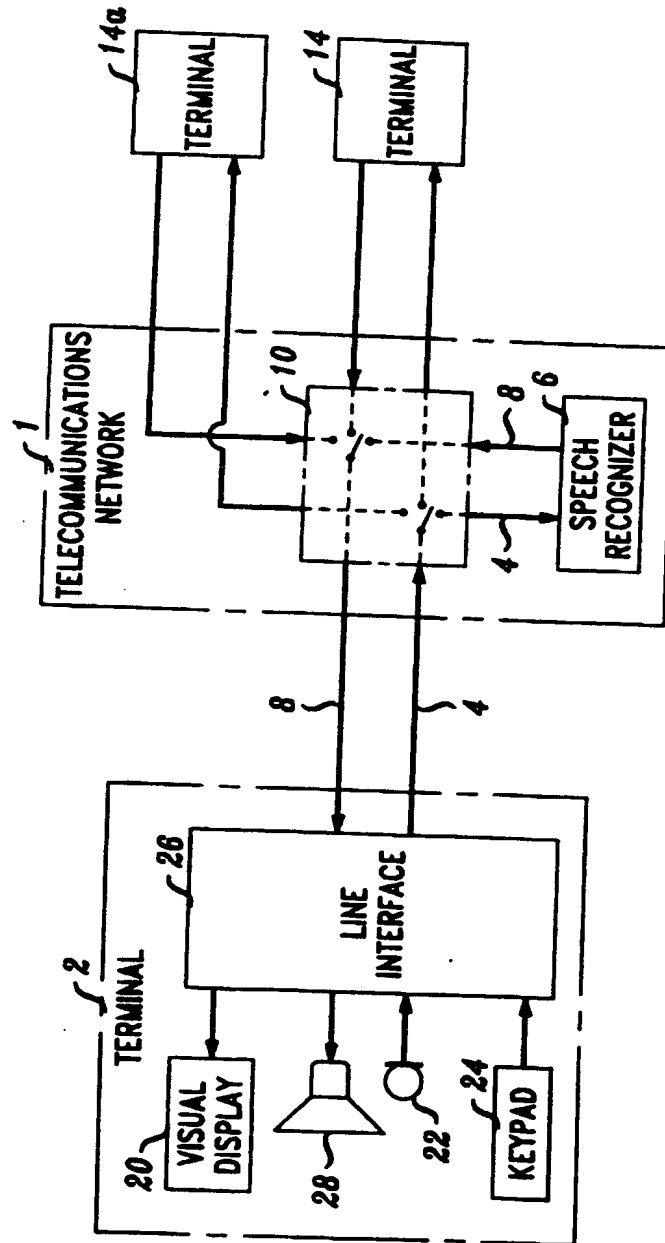 2
TERMINAL
20
VISUAL
DISPLAY
28
22
24
KEYPAD
26
LINE
INTERFACE
8
4
1
TELECOMMUNICATIONS
NETWORK
10
8
4
6
SPEECH
RECOGNIZER
14a
TERMINAL
14
TERMINAL